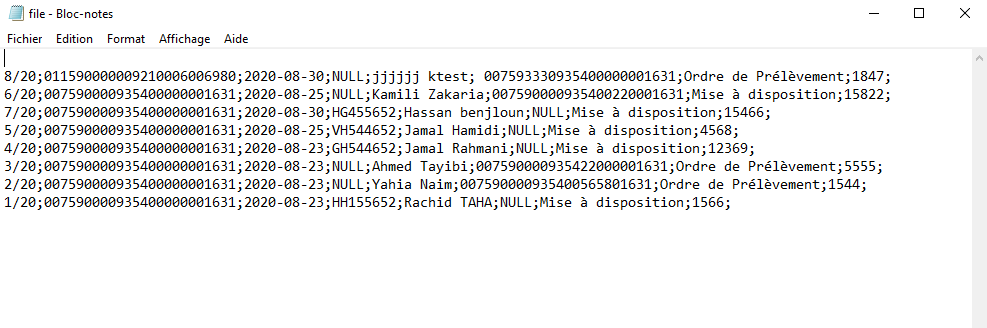 file - Bloc-notes
Fichier Edition Format Affichage Aide
8/20;011590000009210006006980;2020-08-30;NULL;jjjjjj ktest; 007593330935400000001631;Ordre de Prélèvement;1847;
6/20;007590000935400000001631;2020-08-25;NULL;Kamili Zakaria;007590000935400220001631;Mise à disposition;15822;
7/20;007590000935400000001631;2020-08-30;HG455652;Hassan benjloun;NULL;Mise à disposition;15466;
5/20;007590000935400000001631;2020-08-25;VH544652;Jamal Hamidi;NULL;Mise à disposition;4568;
4/20;007590000935400000001631;2020-08-23;GH544652;Jamal Rahmani;NULL;Mise à disposition;12369;
3/20;007590000935400000001631;2020-08-23;NULL;Ahmed Tayibi;007590000935422000001631;Ordre de Prélèvement;5555;
2/20;007590000935400000001631;2020-08-23;NULL;Yahia Naim;007590000935400565801631;Ordre de Prélèvement;1544;
1/20;007590000935400000001631;2020-08-23;HH155652;Rachid TAHA;NULL;Mise à disposition;1566;